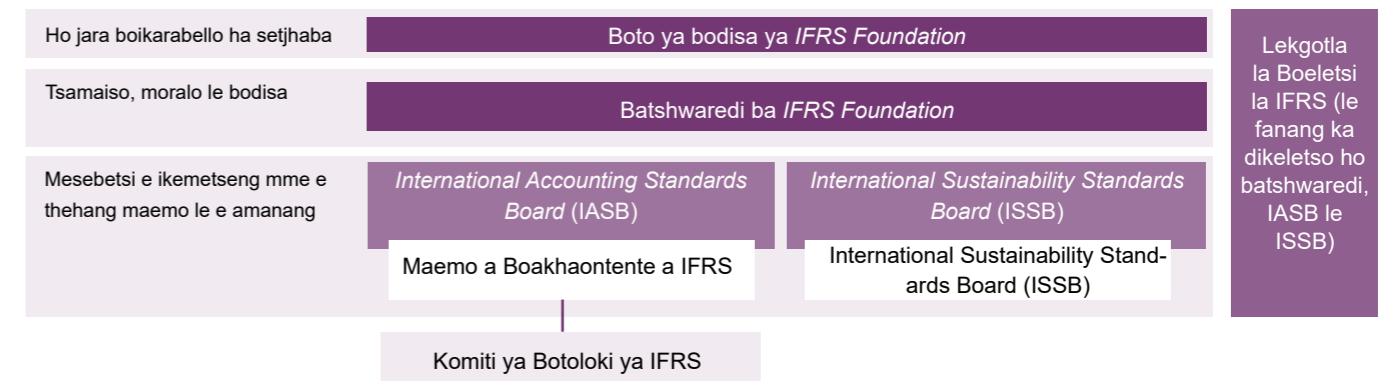 Ho jara boikarabello ha setjhaba
Boto ya bodisa ya IFRS Foundation
Tsamaiso, moralo le bodisa
Batshwaredi ba IFRS Foundation
Mesebetsi e ikemetseng mme e
thehang maemo le e amanang
International Accounting Standards
Board (IASB)
Maemo a Boakhaontente a IFRS
International Sustainability Standards
Board (ISSB)
International Sustainability Stand-
ards Board (ISSB)
Komiti ya Botoloki ya IFRS
Lekgotla
la Boeletsi
la IFRS (le
fanang ka
dikeletso ho
batshwaredi,
IASB le
ISSB)